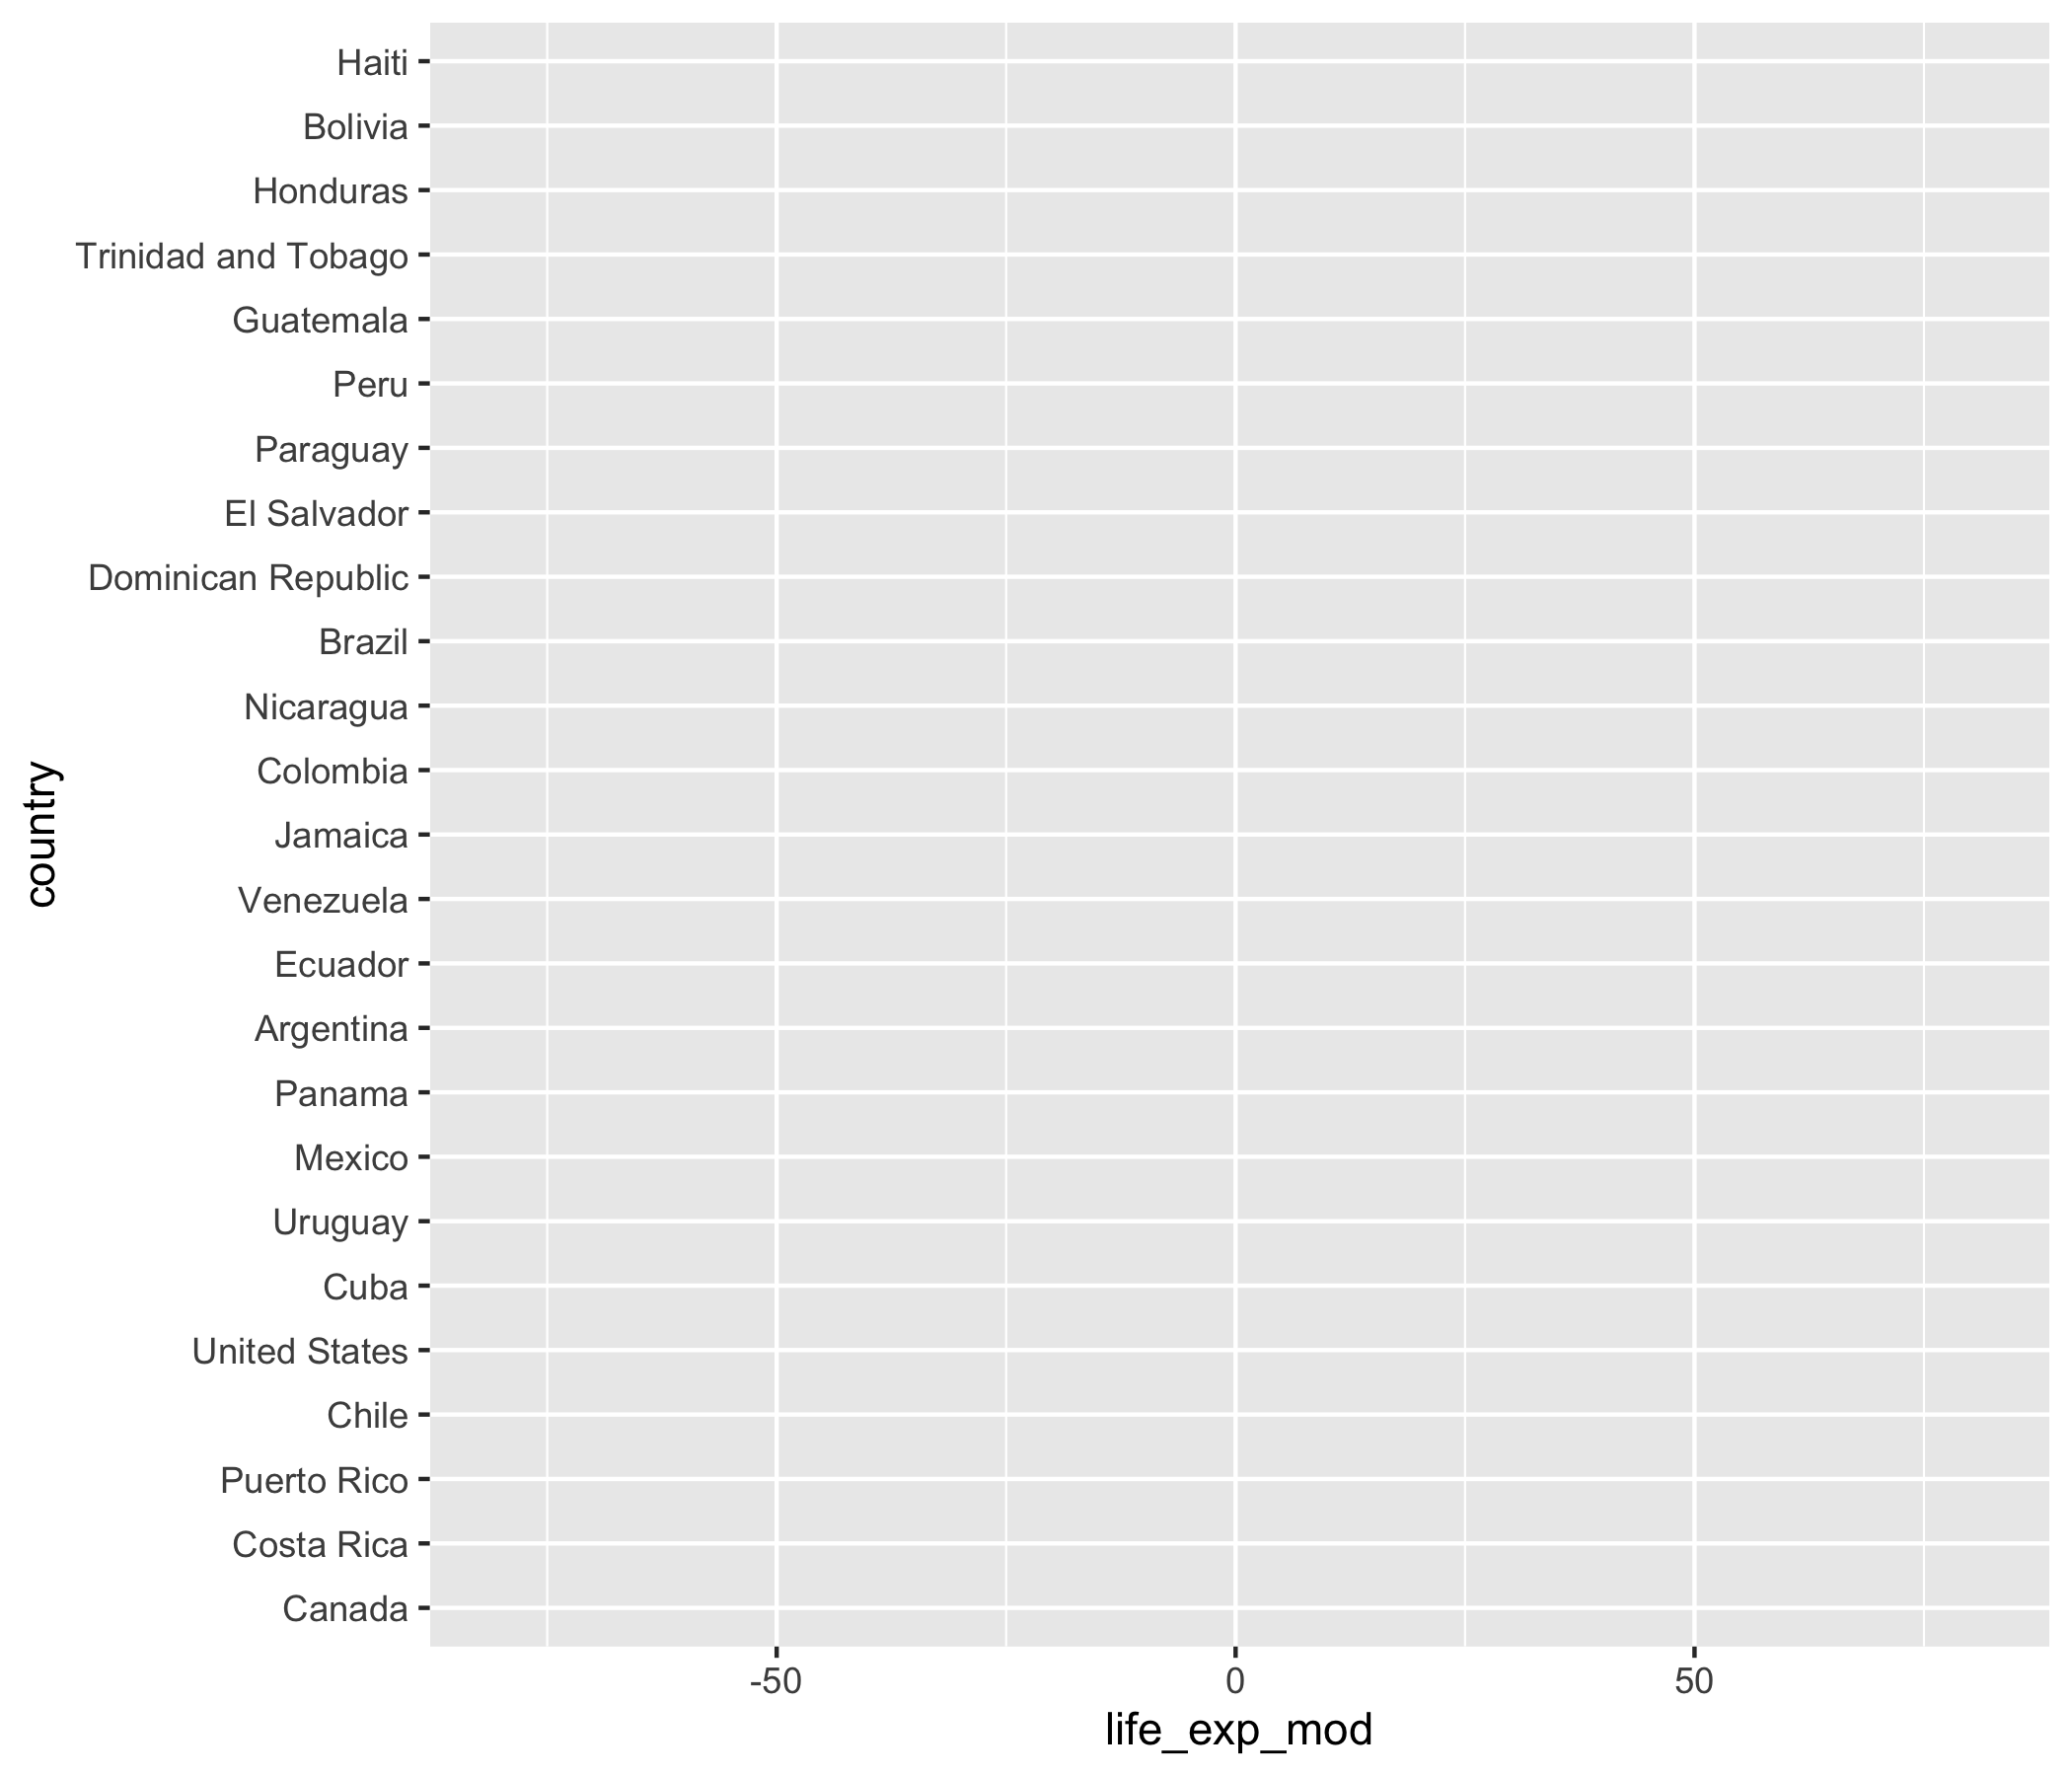 Haiti
Bolivia
Honduras
Trinidad and Tobago
Guatemala
Peru
Paraguay
El Salvador
Dominican Republic
Brazil
Nicaragua
Colombia
Jamaica
Venezuela
Ecuador
Argentina
Panama
Mexico
Uruguay
Cuba
United States
Chile
Puerto Rico
Costa Rica
Canada
country
-50 0 50
life_exp_mod